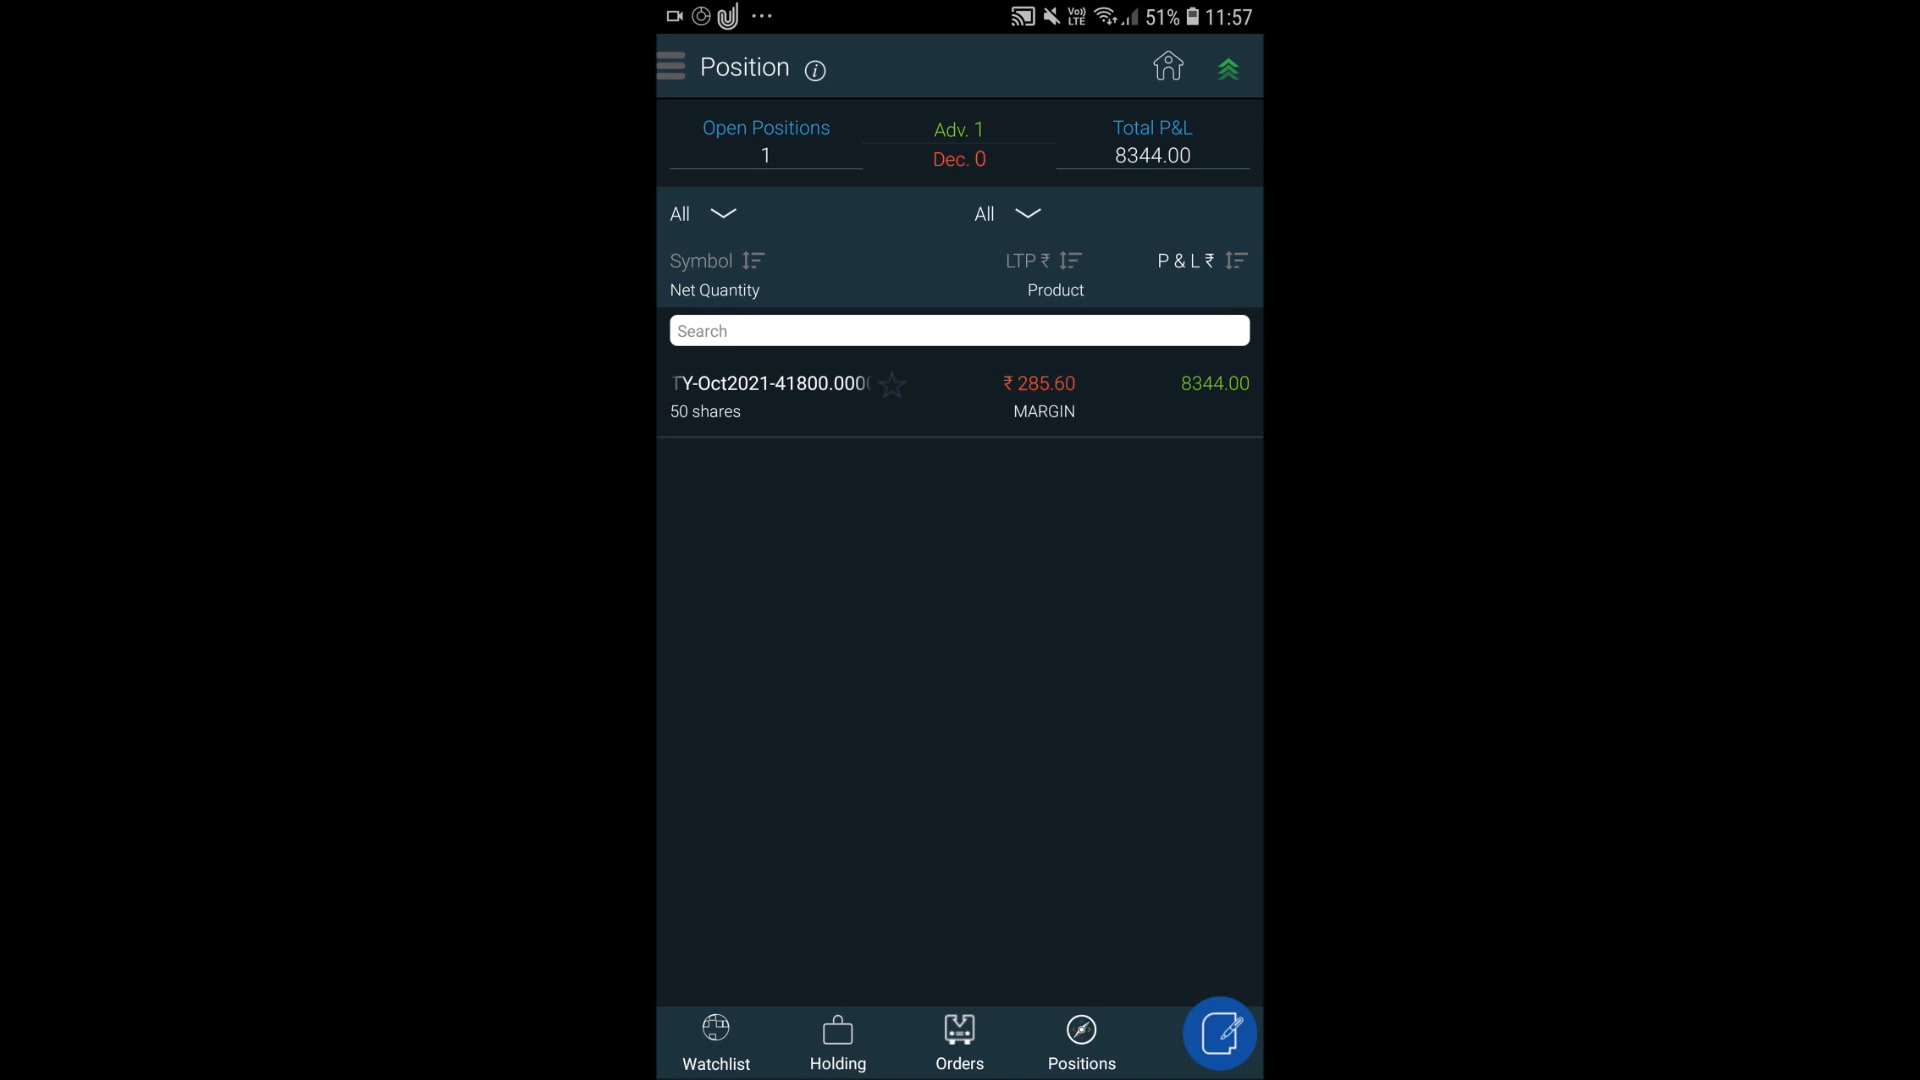 51% 11:57
Position
Open Positions
1
Adv. 1
Dec. 0
Total P&L
8344.00
All
All
Symbol LTP ₹ P & L ₹
Net Quantity Product
Search
TY-Oct2021-41800.000 ₹ 285.60 8344.00
50 shares MARGIN
Watchlist Holding Orders Positions